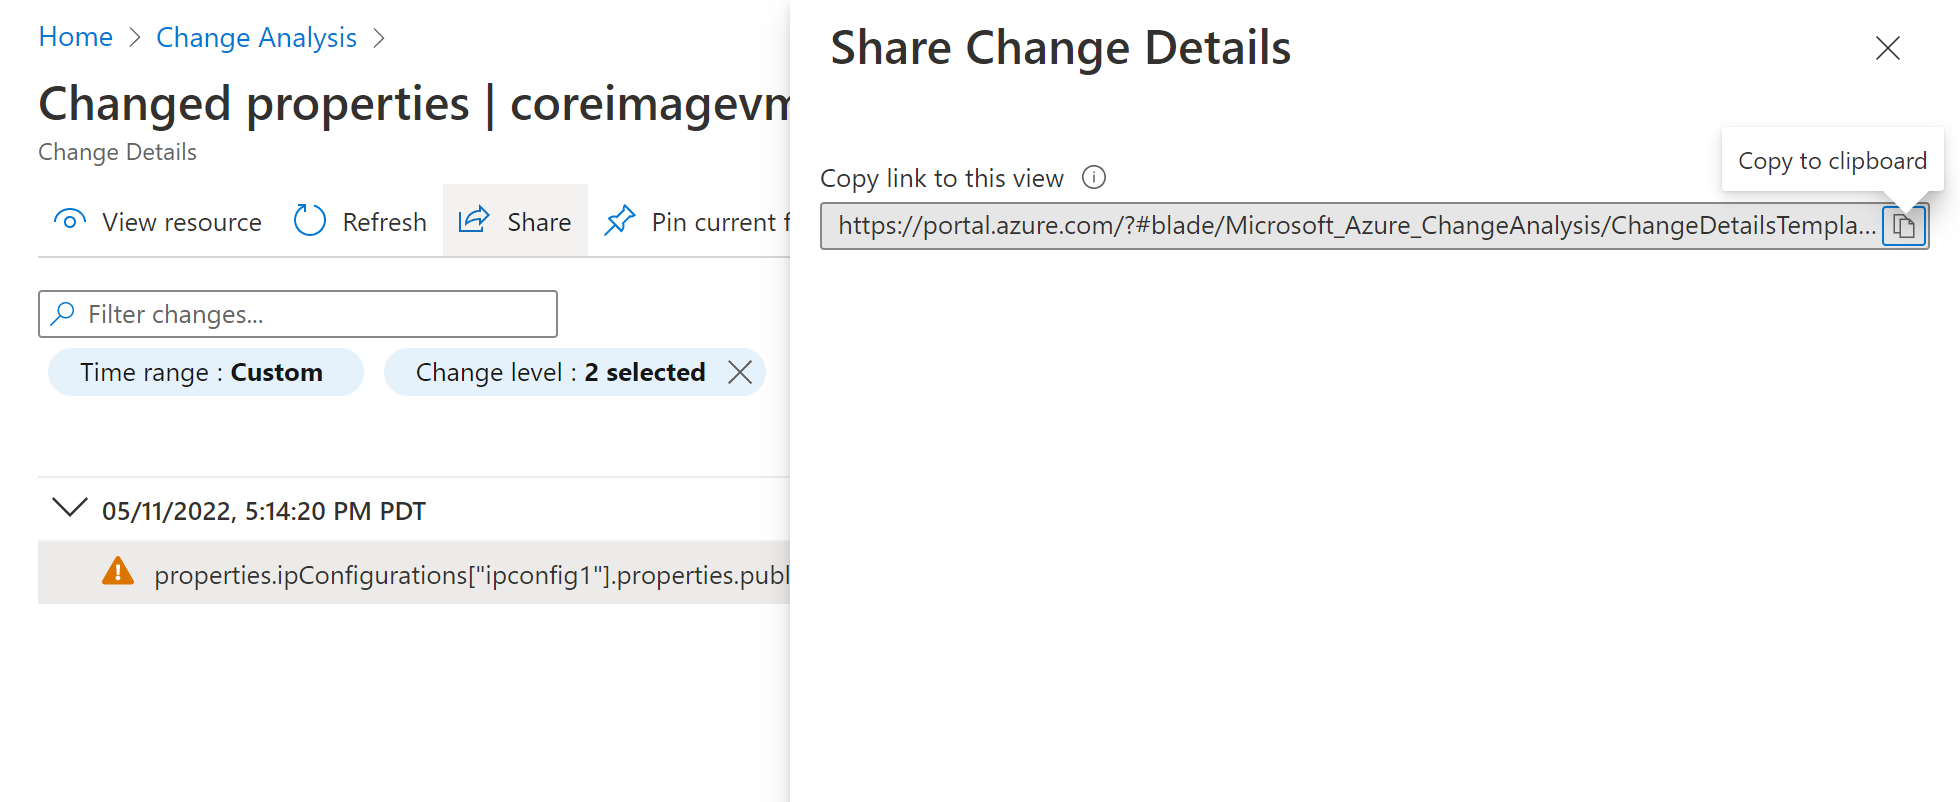 Home > Change Analysis >
Changed properties | coreimagevm
Change Details
View resource Refresh Share Pin current f
Filter changes...
Time range : Custom Change level : 2 selected
05/11/2022, 5:14:20 PM PDT
properties.ipConfigurations["ipconfig1"].properties.publ
Share Change Details
Copy to clipboard
Copy link to this view
https://portal.azure.com/?#blade/Microsoft_Azure_ChangeAnalysis/ChangeDetailsTempla...